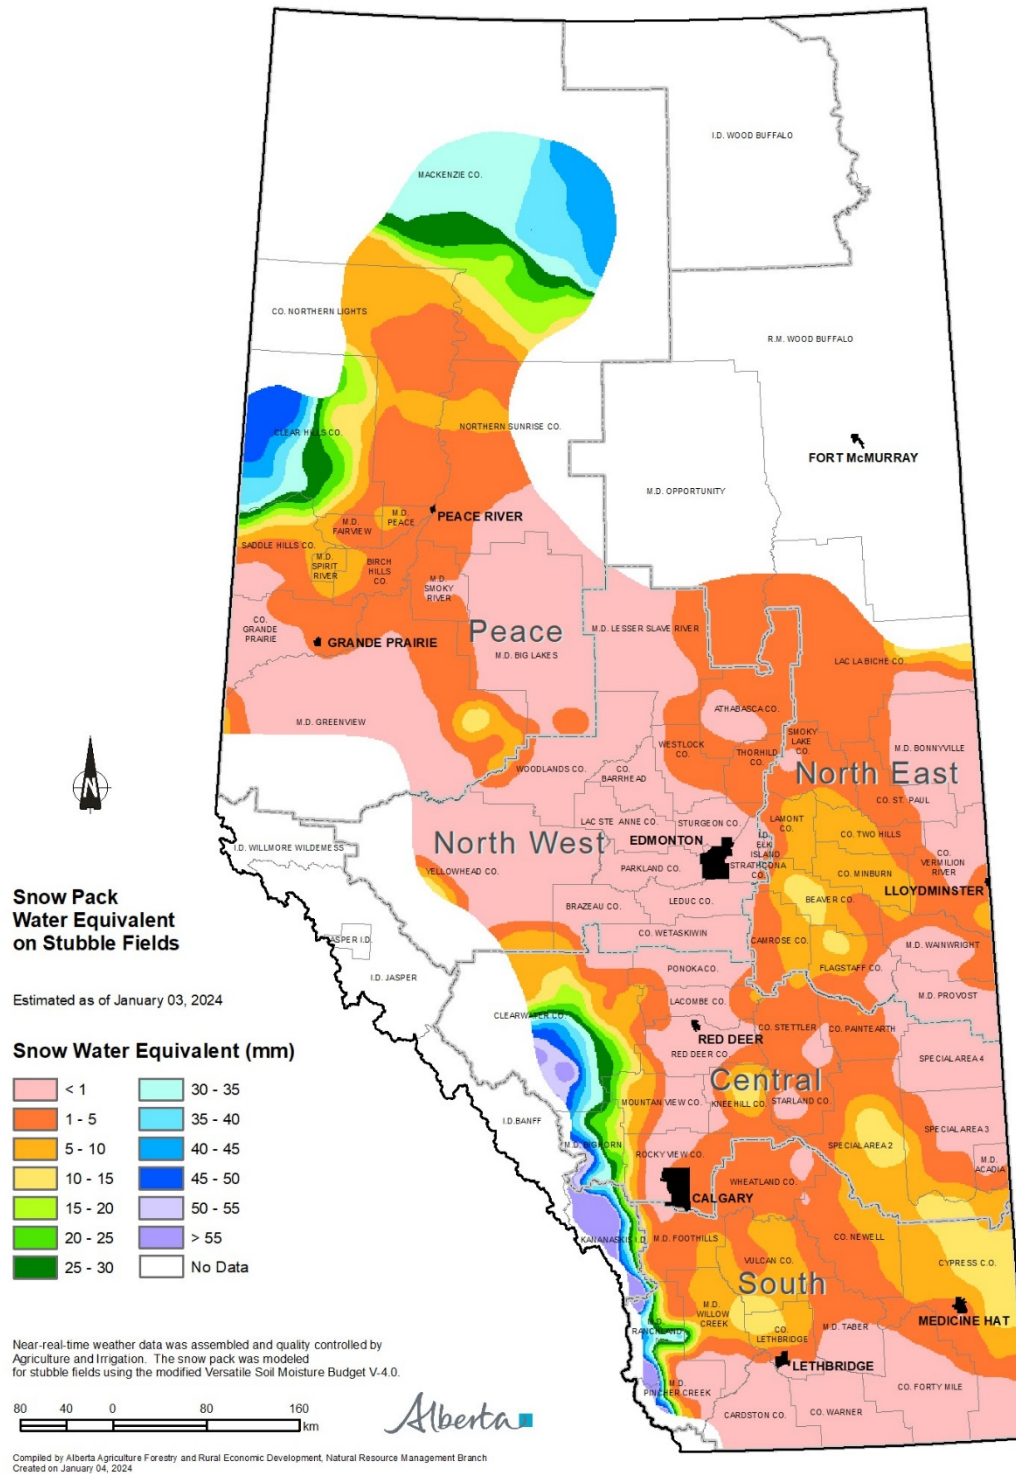 I.D. WOOD BUFFALO
MACKENZIE CO.
CO. NORTHERN LIGHTS
R.M. WOOD BUFFALO
CLEAR HILLS CO.
NORTHERN SUNRISE CO.
FORT McMURRAY
M.D. OPPORTUNITY
M.D.
PEACE
PEACE RIVER
M.D.
FAIRVIEW
SADDLE HILLS CO.
M.D.
SPIRIT
RIVER
BIRCH
HILLS
CO.
M.D.
SMOKY
RIVER
CO.
GRANDE
PRAIRIE
GRANDE PRAIRIE
Peace
M.D. BIG LAKES
M.D. LESSER SLAVE RIVER
LAC LA BICHE CO.
M.D. GREENVIEW
ATHABASCA CO.
WESTLOCK
CO.
THORHILD
CO.
SMOKY
LAKE
CO.
M.D. BONNYVILLE
North East
WOODLANDS CO.
CO.
BARRHEAD
CO. ST. PAUL
LAC STE ANNE CO.
STURGEON CO.
LAMONT
CO.
CO. TWO HILLS
North West
EDMONTON
I.D.
ELK
ISLAND
STRATHCONA
CO.
I.D. WILLMORE WILDERNESS
YELLOWHEAD CO.
PARKLAND CO.
CO. MINBURN
CO.
VERMILION
RIVER
LLOYDMINSTER
BRAZEAU CO.
LEDUC CO.
BEAVER CO.
CO. WETASKIWIN
CAMROSE CO.
M.D. WAINWRIGHT
JASPER I.D.
I.D. JASPER
PONOKA CO.
FLAGSTAFF CO.
M.D. PROVOST
LACOMBE CO.
CLEARWATER CO.
CO. STETTLER
CO. PAINTEARTH
RED DEER
RED DEER CO.
SPECIAL AREA 4
Central
MOUNTAIN VIEW CO.
KNEEHILL CO.
STARLAND CO.
I.D. BANFF
M.D. BIGHORN
SPECIAL AREA 2
SPECIAL AREA 3
ROCKY VIEW CO.
M.D.
ACADIA
WHEATLAND CO.
CALGARY
KANANASKIS I.D.
M.D. FOOTHILLS
CO. NEWELL
VULCAN CO.
CYPRESS C.O.
South
M.D.
WILLOW
CREEK
M.D.
RANCHLAND
CO.
LETHBRIDGE
M.D. TABER
MEDICINE HAT
LETHBRIDGE
M.D.
PINCHER CREEK
CO. FORTY MILE
CARDSTON CO.
CO. WARNER
N
Snow Pack
Water Equivalent
on Stubble Fields
Estimated as of January 03, 2024
Snow Water Equivalent (mm)
< 1
1 - 5
5 - 10
10 - 15
15 - 20
20 - 25
25 - 30
30 - 35
35 - 40
40 - 45
45 - 50
50 - 55
> 55
No Data
Near-real-time weather data was assembled and quality controlled by
Agriculture and Irrigation. The snow pack was modeled
for stubble fields using the modified Versatile Soil Moisture Budget V-4.0.
80 40 0 80 160
km
Alberta
Compiled by Alberta Agriculture Forestry and Rural Economic Development, Natural Resource Management Branch
Created on January 04, 2024